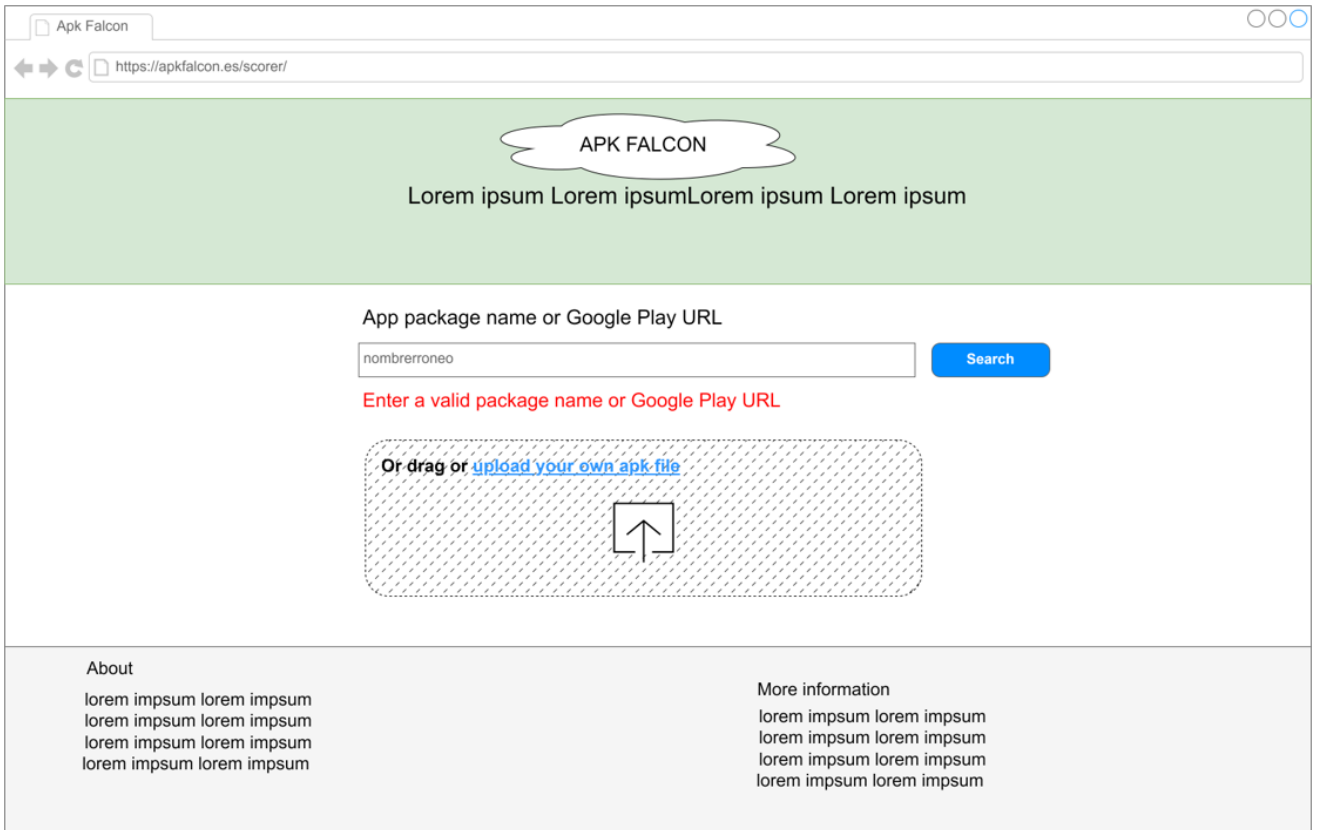 Apk Falcon
https://apkfalcon.es/scorer/
APK FALCON
Lorem ipsum Lorem ipsumLorem ipsum Lorem ipsum
App package name or Google Play URL
nombrerroneo
Search
Enter a valid package name or Google Play URL
Or drag or upload your own apk file
About
lorem impsum lorem impsum
lorem impsum lorem impsum
lorem impsum lorem impsum
lorem impsum lorem impsum
More information
lorem impsum lorem impsum
lorem impsum lorem impsum
lorem impsum lorem impsum
lorem impsum lorem impsum